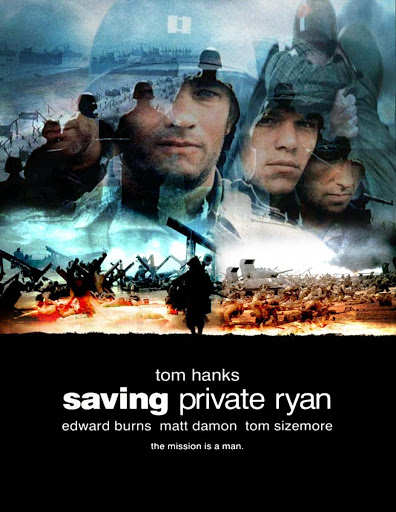 tom hanks
saving private ryan
edward burns matt damon tom sizemore
the mission is a man.